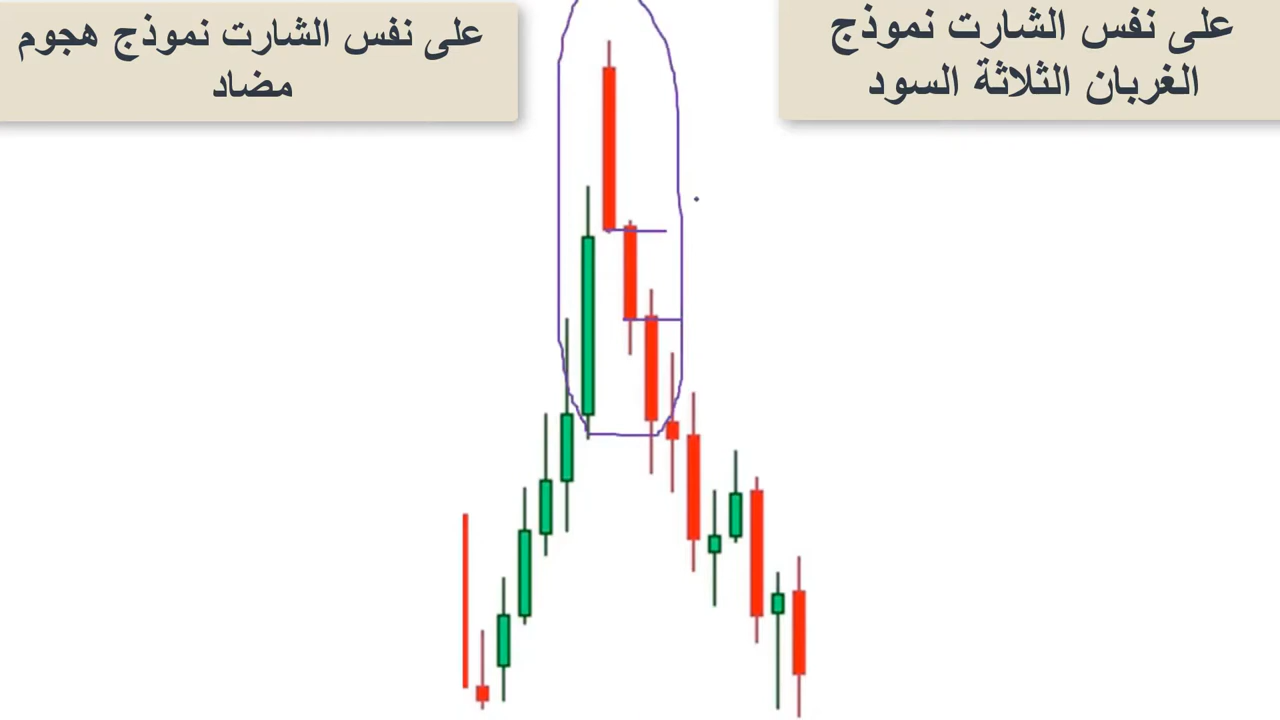 على نفس الشارت نموذج
الغربان الثلاثة السود
على نفس الشارت نموذج هجوم
مضاد